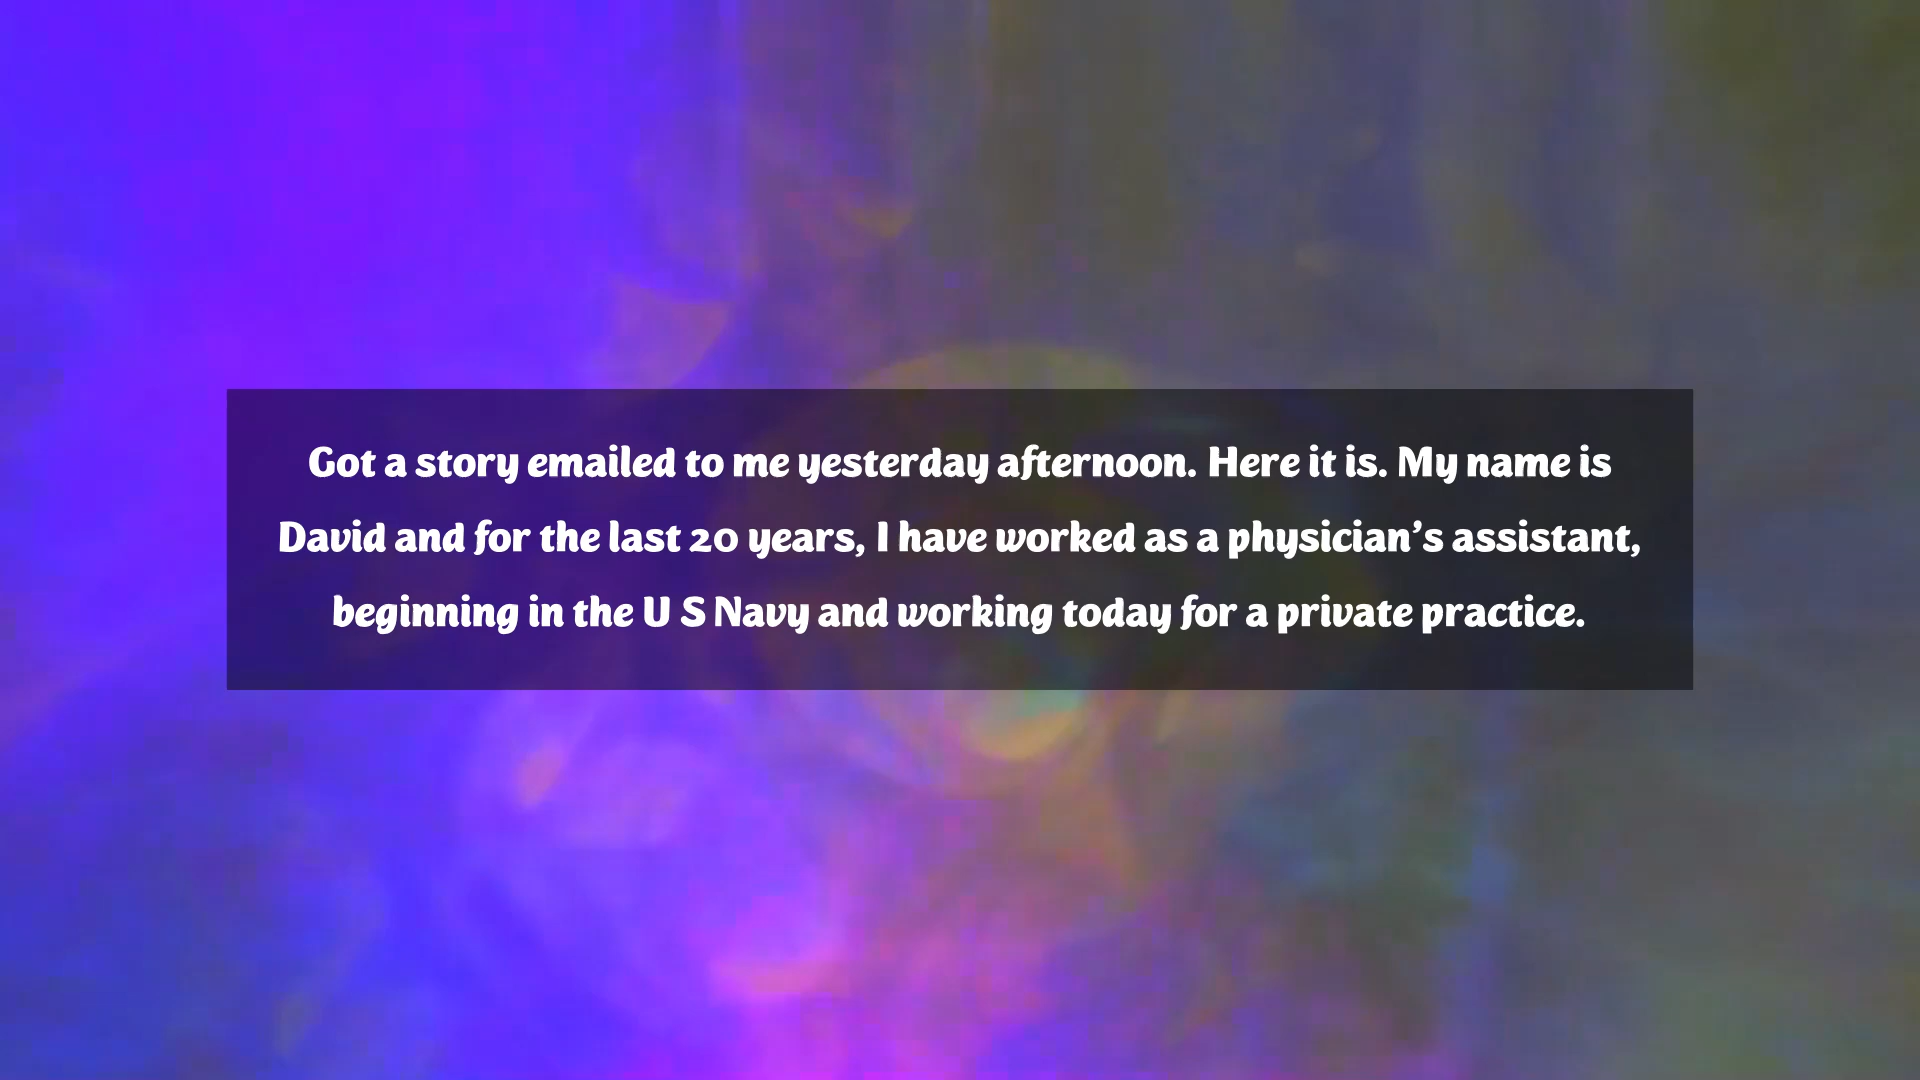 Got a story emailed to me yesterday afternoon. Here it is. My name is
David and for the last 20 years, I have worked as a physician’s assistant,
beginning in the U S Navy and working today for a private practice.